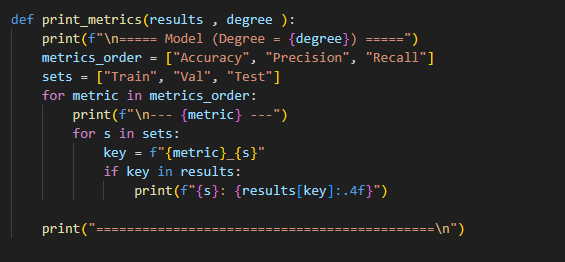 def print_metrics(results , degree ):
    print(f"\n===== Model (Degree = {degree}) =====")
    metrics_order = ["Accuracy", "Precision", "Recall"]
    sets = ["Train", "Val", "Test"]
    for metric in metrics_order:
        print(f"\n--- {metric} ---")
        for s in sets:
            key = f"{metric}_{s}"
            if key in results:
                print(f"{s}: {results[key]:.4f}")
    print("============================================\n")